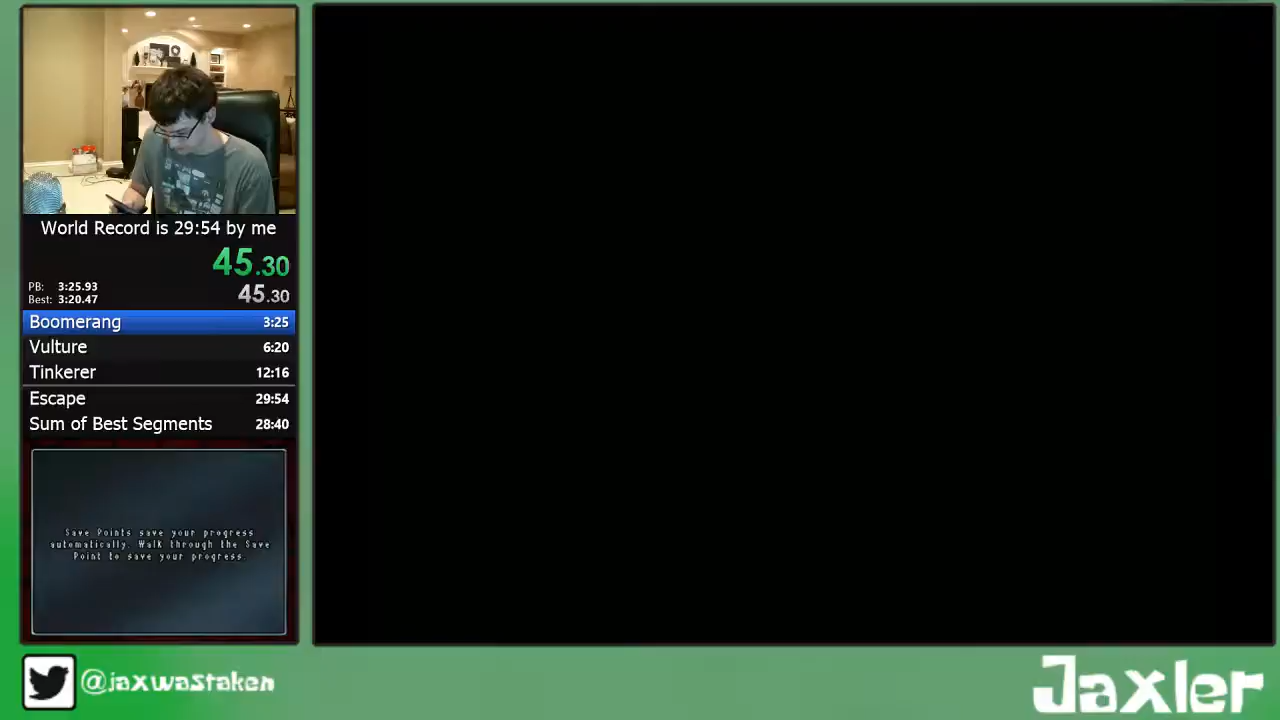 World Record is 29:54 by me
45.30
PB: 3:25.93
Best: 3:20.47
45.30
Boomerang 3:25
Vulture 6:20
Tinkerer 12:16
Escape 29:54
Sum of Best Segments 28:40
Save Points save your progress
automatically. Walk through the Save
Point to save your progress.
@jaxwastaken
Jaxler